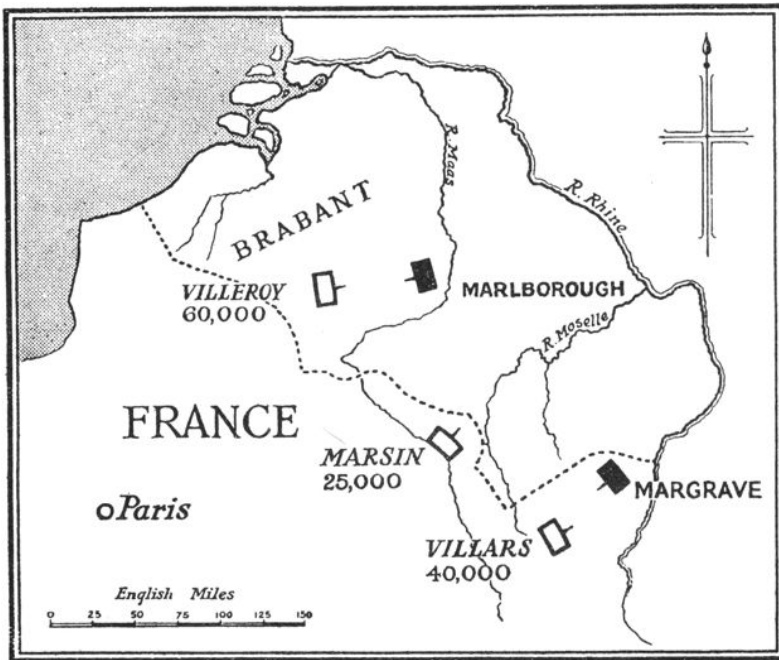 R. Maas
R. Rhine
BRABANT
VILLEROY
60,000
MARLBOROUGH
R. Moselle
FRANCE
MARSIN
25,000
MARGRAVE
Paris
VILLARS
40,000
English Miles
0 25 50 75 100 125 150